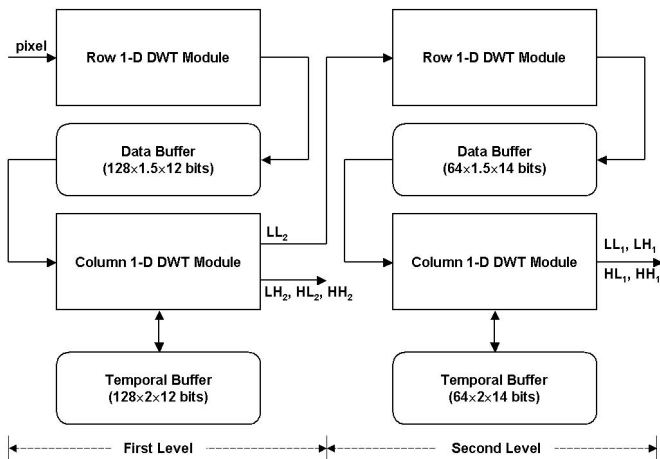 pixel
Row 1-D DWT Module
Data Buffer
(128×1.5×12 bits)
Column 1-D DWT Module
LL₂
LH₂, HL₂, HH₂
Temporal Buffer
(128×2×12 bits)
First Level
Row 1-D DWT Module
Data Buffer
(64×1.5×14 bits)
Column 1-D DWT Module
LL₁, LH₁
HL₁, HH₁
Temporal Buffer
(64×2×14 bits)
Second Level